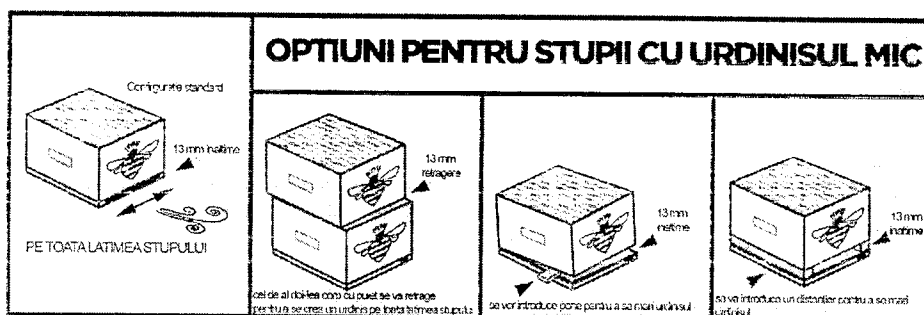 OPTIUNI PENTRU STUPII CU URDINISUL MIC
Configuratie standard
13 mm inaltime
PE TOATA LATIMEA STUPULUI
13 mm
retragere
cel de al doi-lea corp cu puiet se va retrage
pentru a se crea un urdinis pe toata latimea stupului
13 mm
inaltime
se vor introduce pene pentru a se mari urdinisul
13 mm
inaltime
se va introduce un distantier pentru a se mari
urdinisul